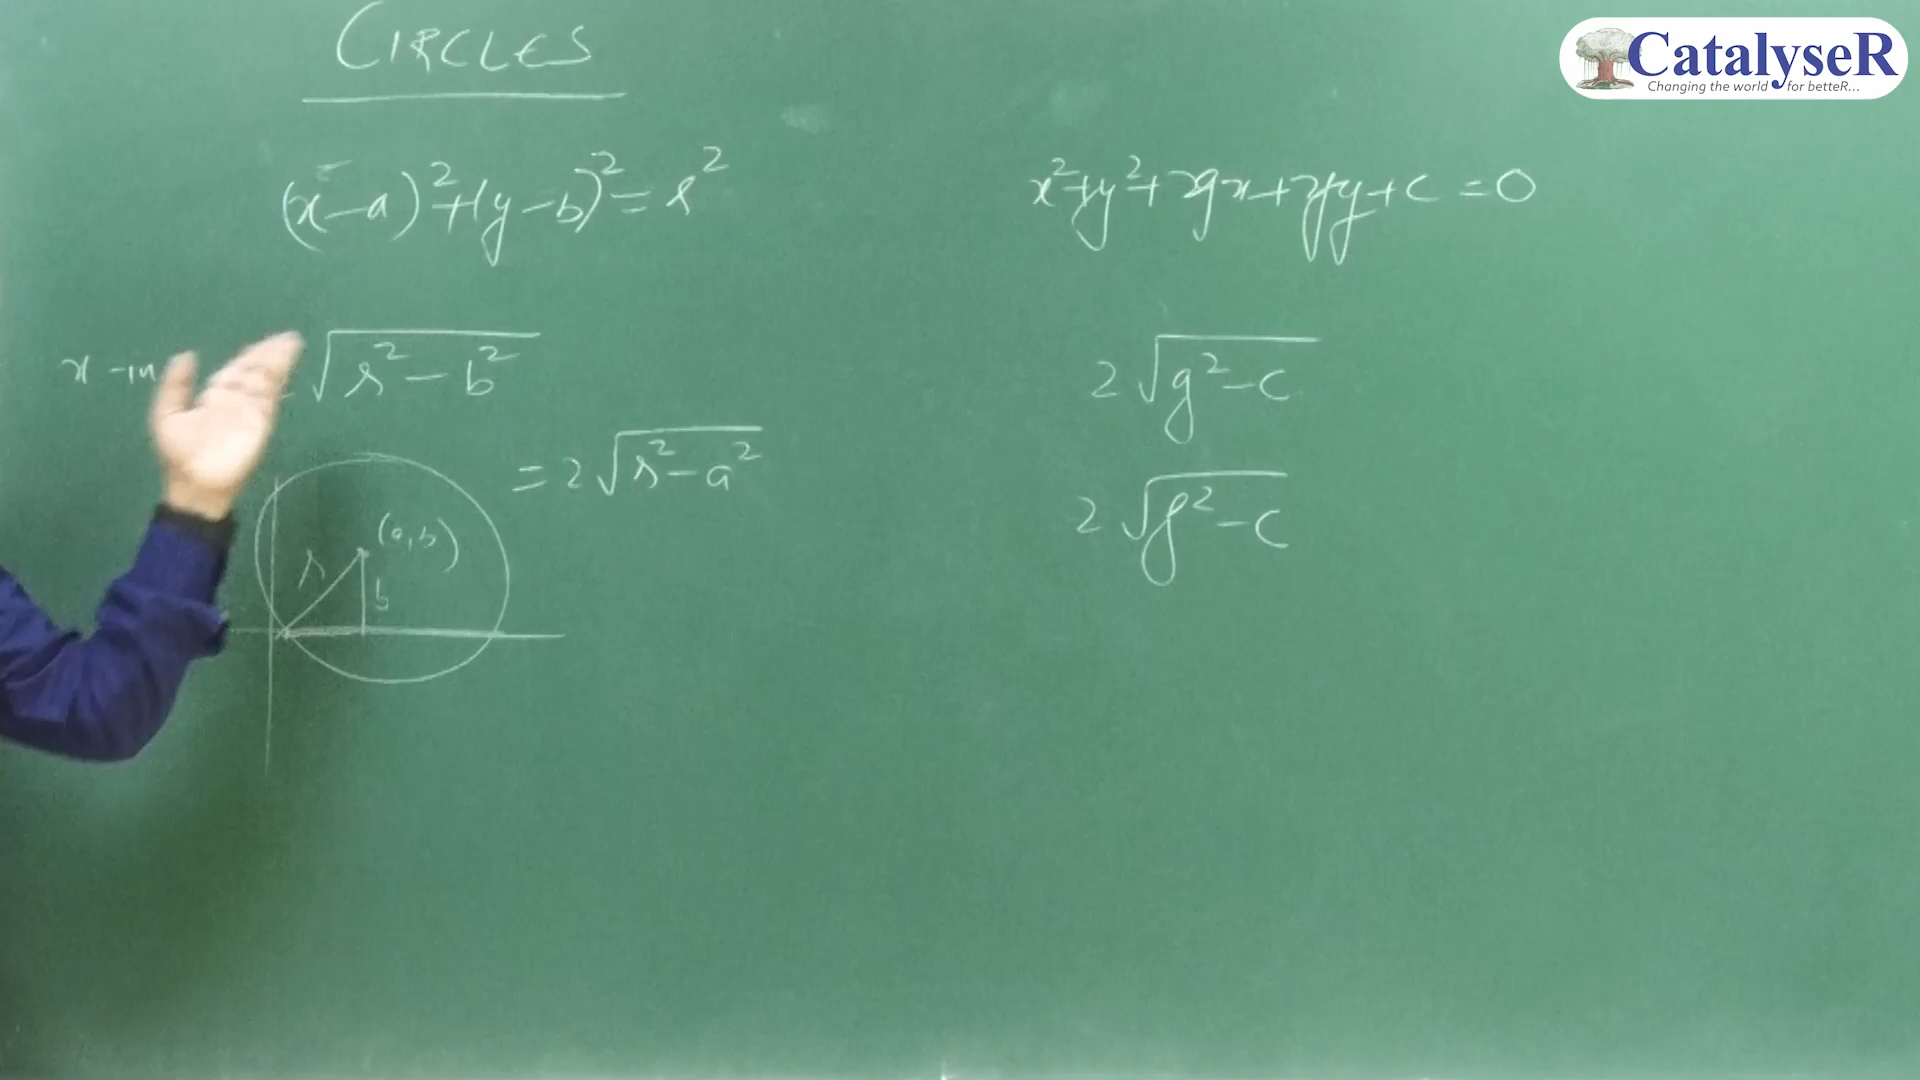 CIRCLES
(x-a)²+(y-b)²=r²
x²+y²+2gx+2fy+c=0
x-in
√r²-b²
=2√r²-a²
(a,b)
r
b
2√g²-c
2√f²-c
CatalyseR
Changing the world for betteR...